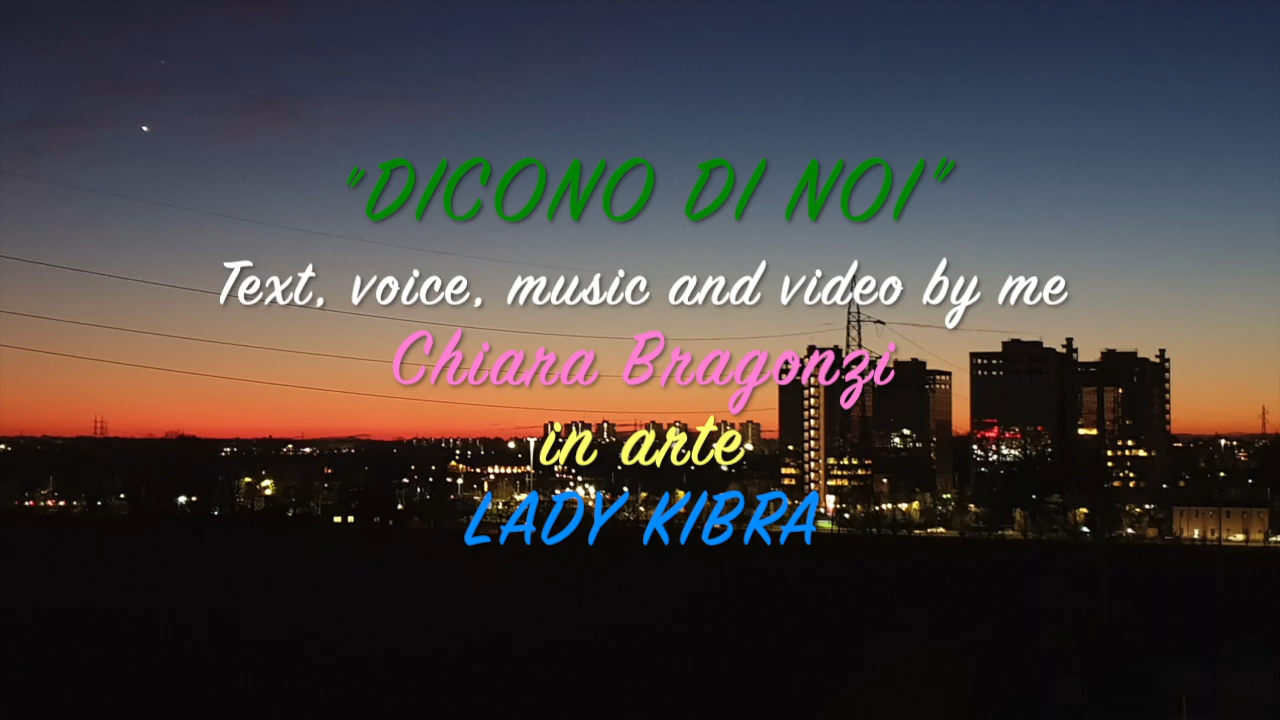 "DICONO DI NOI"
Text, voice, music and video by me
Chiara Bragonzi
in arte
LADY KIBRA